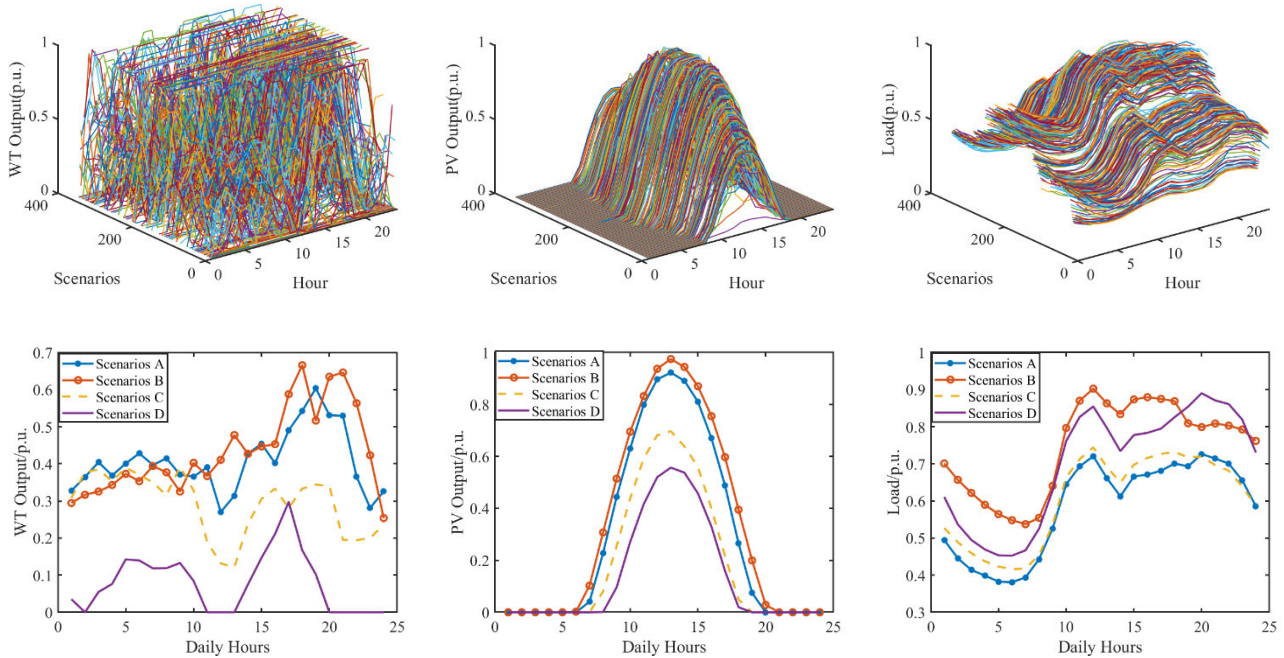 1
0.5
0
400
200
0
WT Output(p.u.)
Scenarios
0
5
10
15
20
Hour
1
0.5
0
400
200
0
PV Output(p.u.)
Scenarios
0
5
10
15
20
Hour
1
0.5
0
400
200
0
Load(p.u.)
Scenarios
0
5
10
15
20
Hour
0.7
0.6
0.5
0.4
0.3
0.2
0.1
0
WT Output/p.u.
Scenarios A
Scenarios B
Scenarios C
Scenarios D
0
5
10
15
20
25
Daily Hours
1
0.8
0.6
0.4
0.2
0
PV Output/p.u.
Scenarios A
Scenarios B
Scenarios C
Scenarios D
0
5
10
15
20
25
Daily Hours
1
0.9
0.8
0.7
0.6
0.5
0.4
0.3
Load/p.u.
Scenarios A
Scenarios B
Scenarios C
Scenarios D
0
5
10
15
20
25
Daily Hours